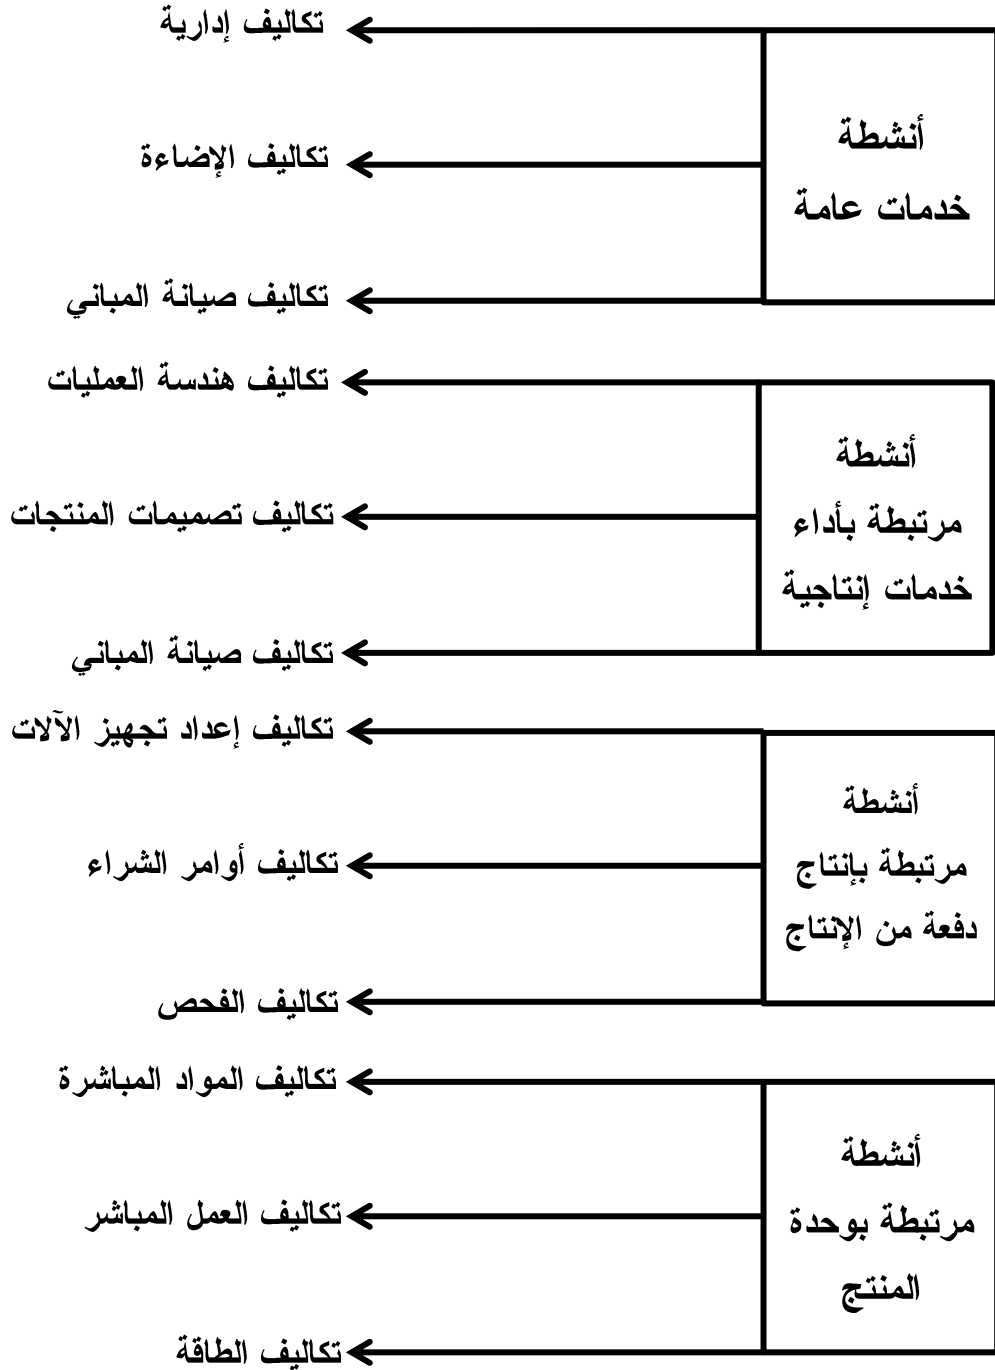 أنشطة
خدمات عامة
تكاليف إدارية
تكاليف الإضاءة
تكاليف صيانة المباني
أنشطة
مرتبطة بأداء
خدمات إنتاجية
تكاليف هندسة العمليات
تكاليف تصميمات المنتجات
تكاليف صيانة المباني
أنشطة
مرتبطة بإنتاج
دفعة من الإنتاج
تكاليف إعداد تجهيز الآلات
تكاليف أوامر الشراء
تكاليف الفحص
أنشطة
مرتبطة بوحدة
المنتج
تكاليف المواد المباشرة
تكاليف العمل المباشر
تكاليف الطاقة